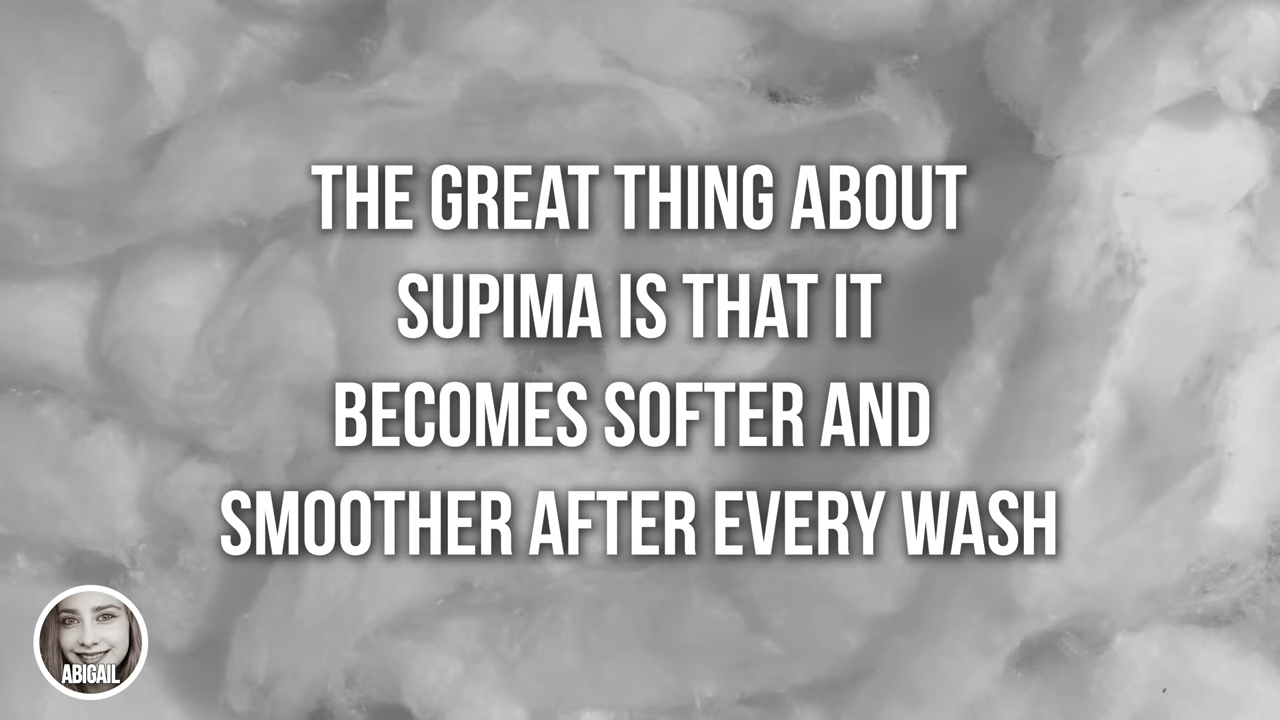 THE GREAT THING ABOUT
SUPIMA IS THAT IT
BECOMES SOFTER AND
SMOOTHER AFTER EVERY WASH
ABIGAIL